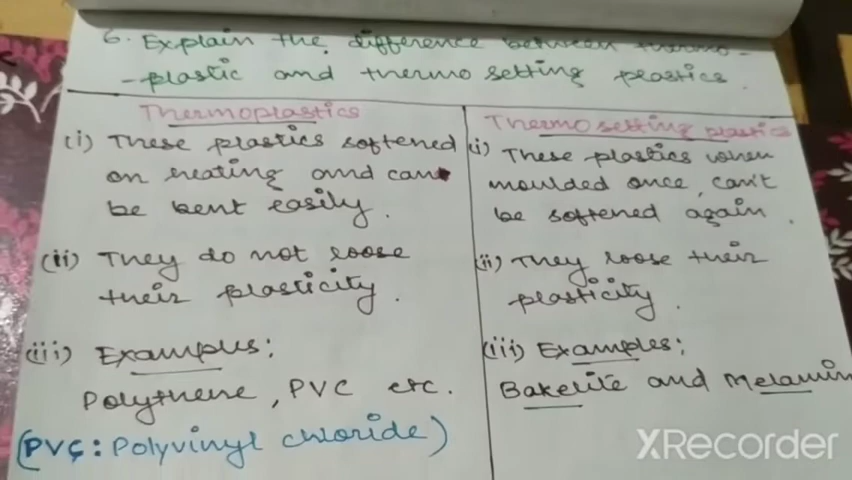 6. Explain the difference between thermo-
-plastic and thermo setting plastics.
Thermoplastics
(i) These plastics softened
on heating and can
be bent easily.
(ii) They do not loose
their plasticity.
(iii) Examples:
Polythene, PVC etc.
(PVC: Polyvinyl chloride)
Thermo setting plastics
(i) These plastics when
moulded once, can't
be softened again.
(ii) They loose their
plasticity.
(iii) Examples:
Bakelite and Melamin
XRecorder